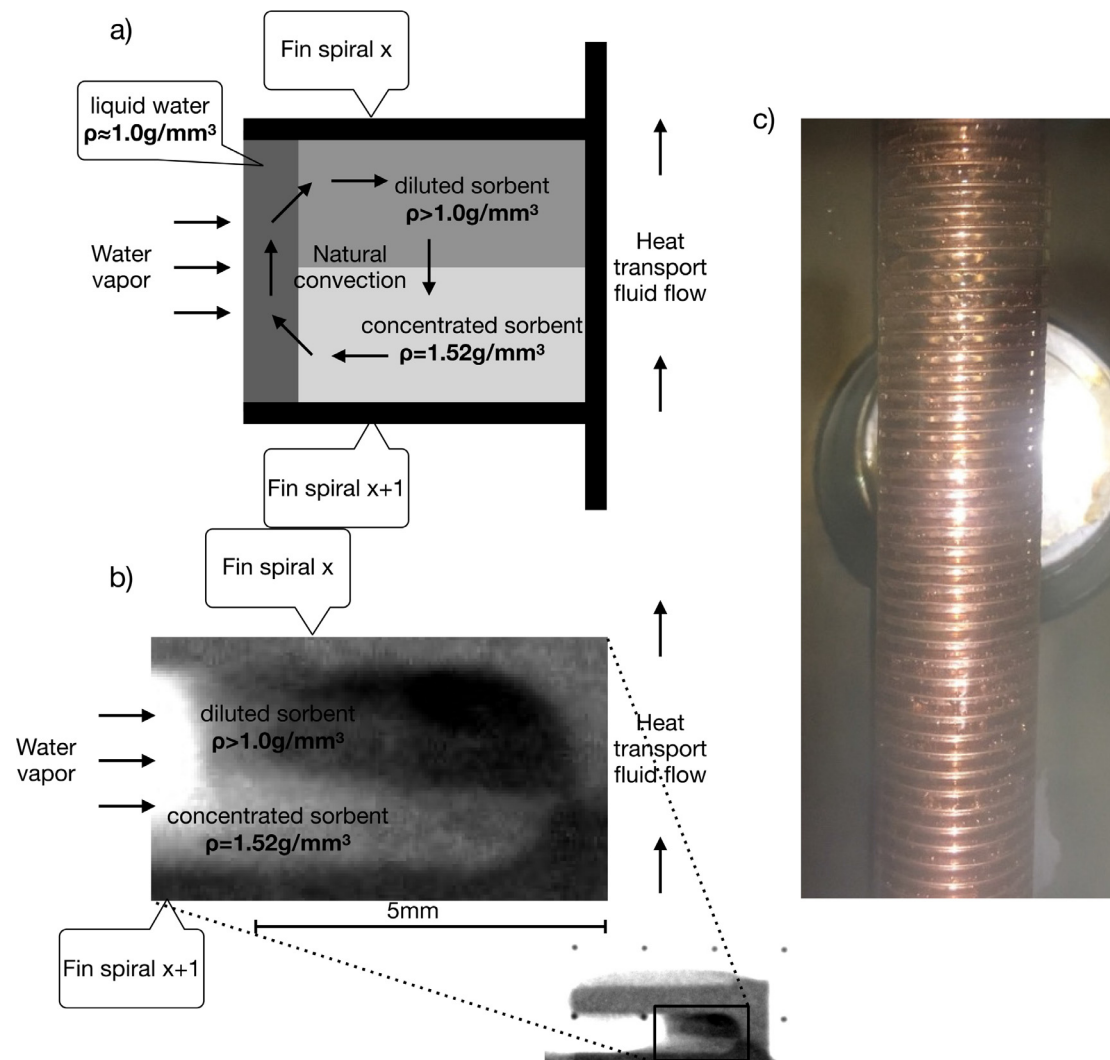 a)
Fin spiral x
liquid water
ρ≈1.0g/mm³
c)
diluted sorbent
ρ>1.0g/mm³
Water
vapor
Natural
convection
Heat
transport
fluid flow
concentrated sorbent
ρ=1.52g/mm³
Fin spiral x+1
Fin spiral x
b)
diluted sorbent
ρ>1.0g/mm³
Water
vapor
Heat
transport
fluid flow
concentrated sorbent
ρ=1.52g/mm³
5mm
Fin spiral x+1